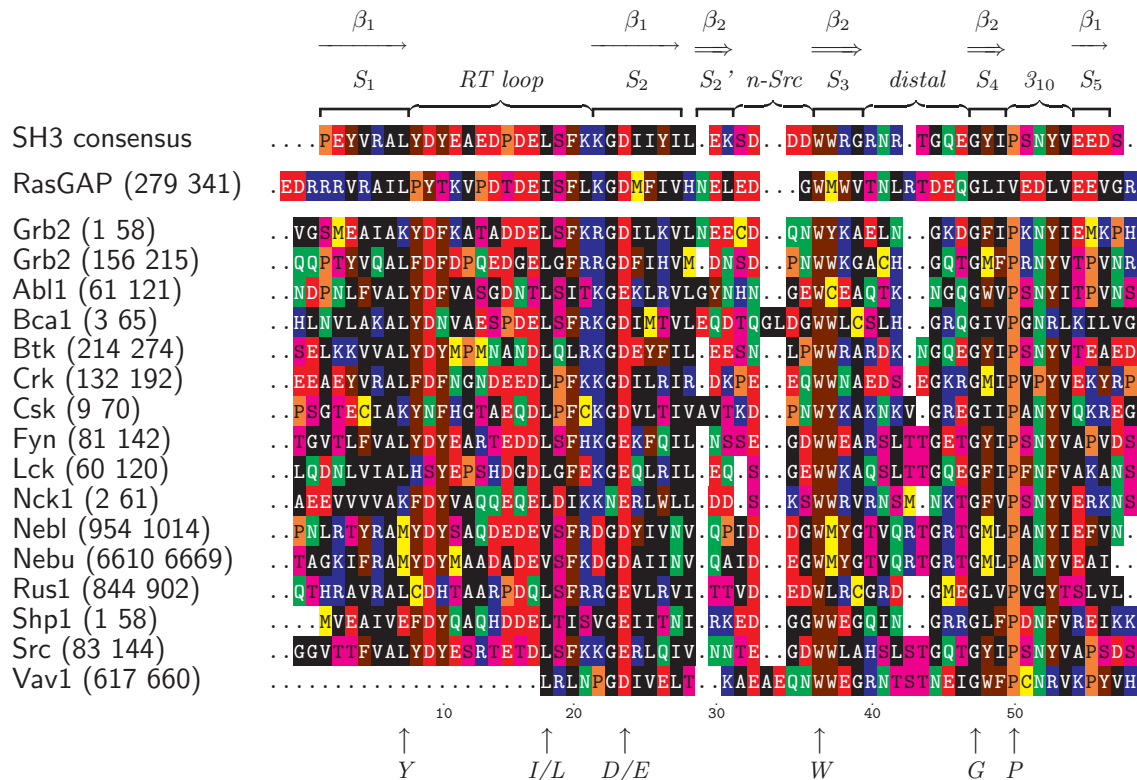 β1 β1 β2 β2 β2 β1
S1 RT loop S2 S2' n-Src S3 distal S4 3₁₀ S5
SH3 consensus ....PEYVRALYDYEAEDPDELSFKKGDIIYIL.EKSD..DDWWRGRNR.TGQEGYIPSNYVEEDS.
RasGAP (279 341) EDRRRVRAILPYTKVPDTDEISFLKGDMFIVHNELED...GWMWVTNLRTDEQGLIVEDLVEEVGR
Grb2 (1 58) ..VGSMEAIAKYDFKATADDELSFKRGDILKVLNEECD..QNWYKAELN..GKDGFIPKNYIEMKPH
Grb2 (156 215) ..QQPTYVQALFDFDPQEDGELGFRRGDFIHVM.DNSD..PNWWKGACH..GQTGMFPRNYVTPVNR
Abl1 (61 121) ..NDPNLFVALYDFVASGDNTLSITKGEKLRVLGYNHN..GEWCEAQTK..NGQGWVPSNYITPVNS
Bca1 (3 65) ..HLNVLAKALYDNVAESPDELSFRKGDIMTVLEQDTQGLDGWWLCSLH..GRQGIVPGNRLKILVG
Btk (214 274) ..SELKKVVALYDYMPMNANDLQLRKGDEYFIL.EESN..LPWWRARDK.NGQEGYIPSNYVTEAED
Crk (132 192) ..EEAEYVRALFDFNGNDEEDLPFKKGDILRIR.DKPE..EQWWNAEDS.EGKRGMIPVPYVEKYRP
Csk (9 70) ..PSGTECIAKYNFHGTAEQDLPFCKGDVLTIVAVTKD..PNWYKAKNKV.GREGIIPANYVQKREG
Fyn (81 142) ..TGVTLFVALYDYEARTEDDLSFHKGEKFQIL.NSSE..GDWWEARSLTTGETGYIPSNYVAPVDS
Lck (60 120) ..LQDNLVIALHSYEPSHDGDLGFEKGEQLRIL.EQ.S..GEWWKAQSLTTGQEGFIPFNFVAKANS
Nck1 (2 61) ..AEEVVVVAKFDYVAQQEQELDIKKNERLWLL.DD.S..KSWWRVRNSM.NKTGFVPSNYVERKNS
Nebl (954 1014) ..PNLRTYRAMYDYSAQDEDEVSFRDGDYIVNV.QPID..DGWMYGTVQRTGRTGMLPANYIEFVN.
Nebu (6610 6669) ..TAGKIFRAMYDYMAADADEVSFKDGDAIINV.QAID..EGWMYGTVQRTGRTGMLPANYVEAI..
Rus1 (844 902) ..QTHRAVRALCDHTAARPDQLSFRRGEVLRVI.TTVD..EDWLRCGRD..GMEGLVPVGYTSLVL.
Shp1 (1 58) ....MVEAIVEFDYQAQHDDELTISVGEIITNI.RKED..GGWWEGQIN..GRRGLFPDNFVREIKK
Src (83 144) ..GGVTTFVALYDYESRTETDLSFKKGERLQIV.NNTE..GDWWLAHSLSTGQTGYIPSNYVAPSDS
Vav1 (617 660) .....................LRLNPGDIVELT..KAEAEQNWWEGRNTSTNEIGWFPCNRVKPYVH
10 20 30 40 50
Y I/L D/E W G P